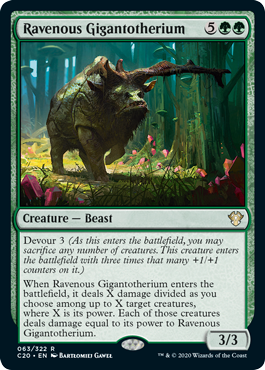 Ravenous Gigantotherium 5
Creature — Beast
Devour 3 (As this enters the battlefield, you may
sacrifice any number of creatures. This creature enters
the battlefield with three times that many +1/+1
counters on it.)
When Ravenous Gigantotherium enters the
battlefield, it deals X damage divided as you
choose among up to X target creatures,
where X is its power. Each of those creatures
deals damage equal to its power to Ravenous
Gigantotherium.
3/3
063/322 R
C20 • EN Bartłomiej Gaweł
™ & © 2020 Wizards of the Coast